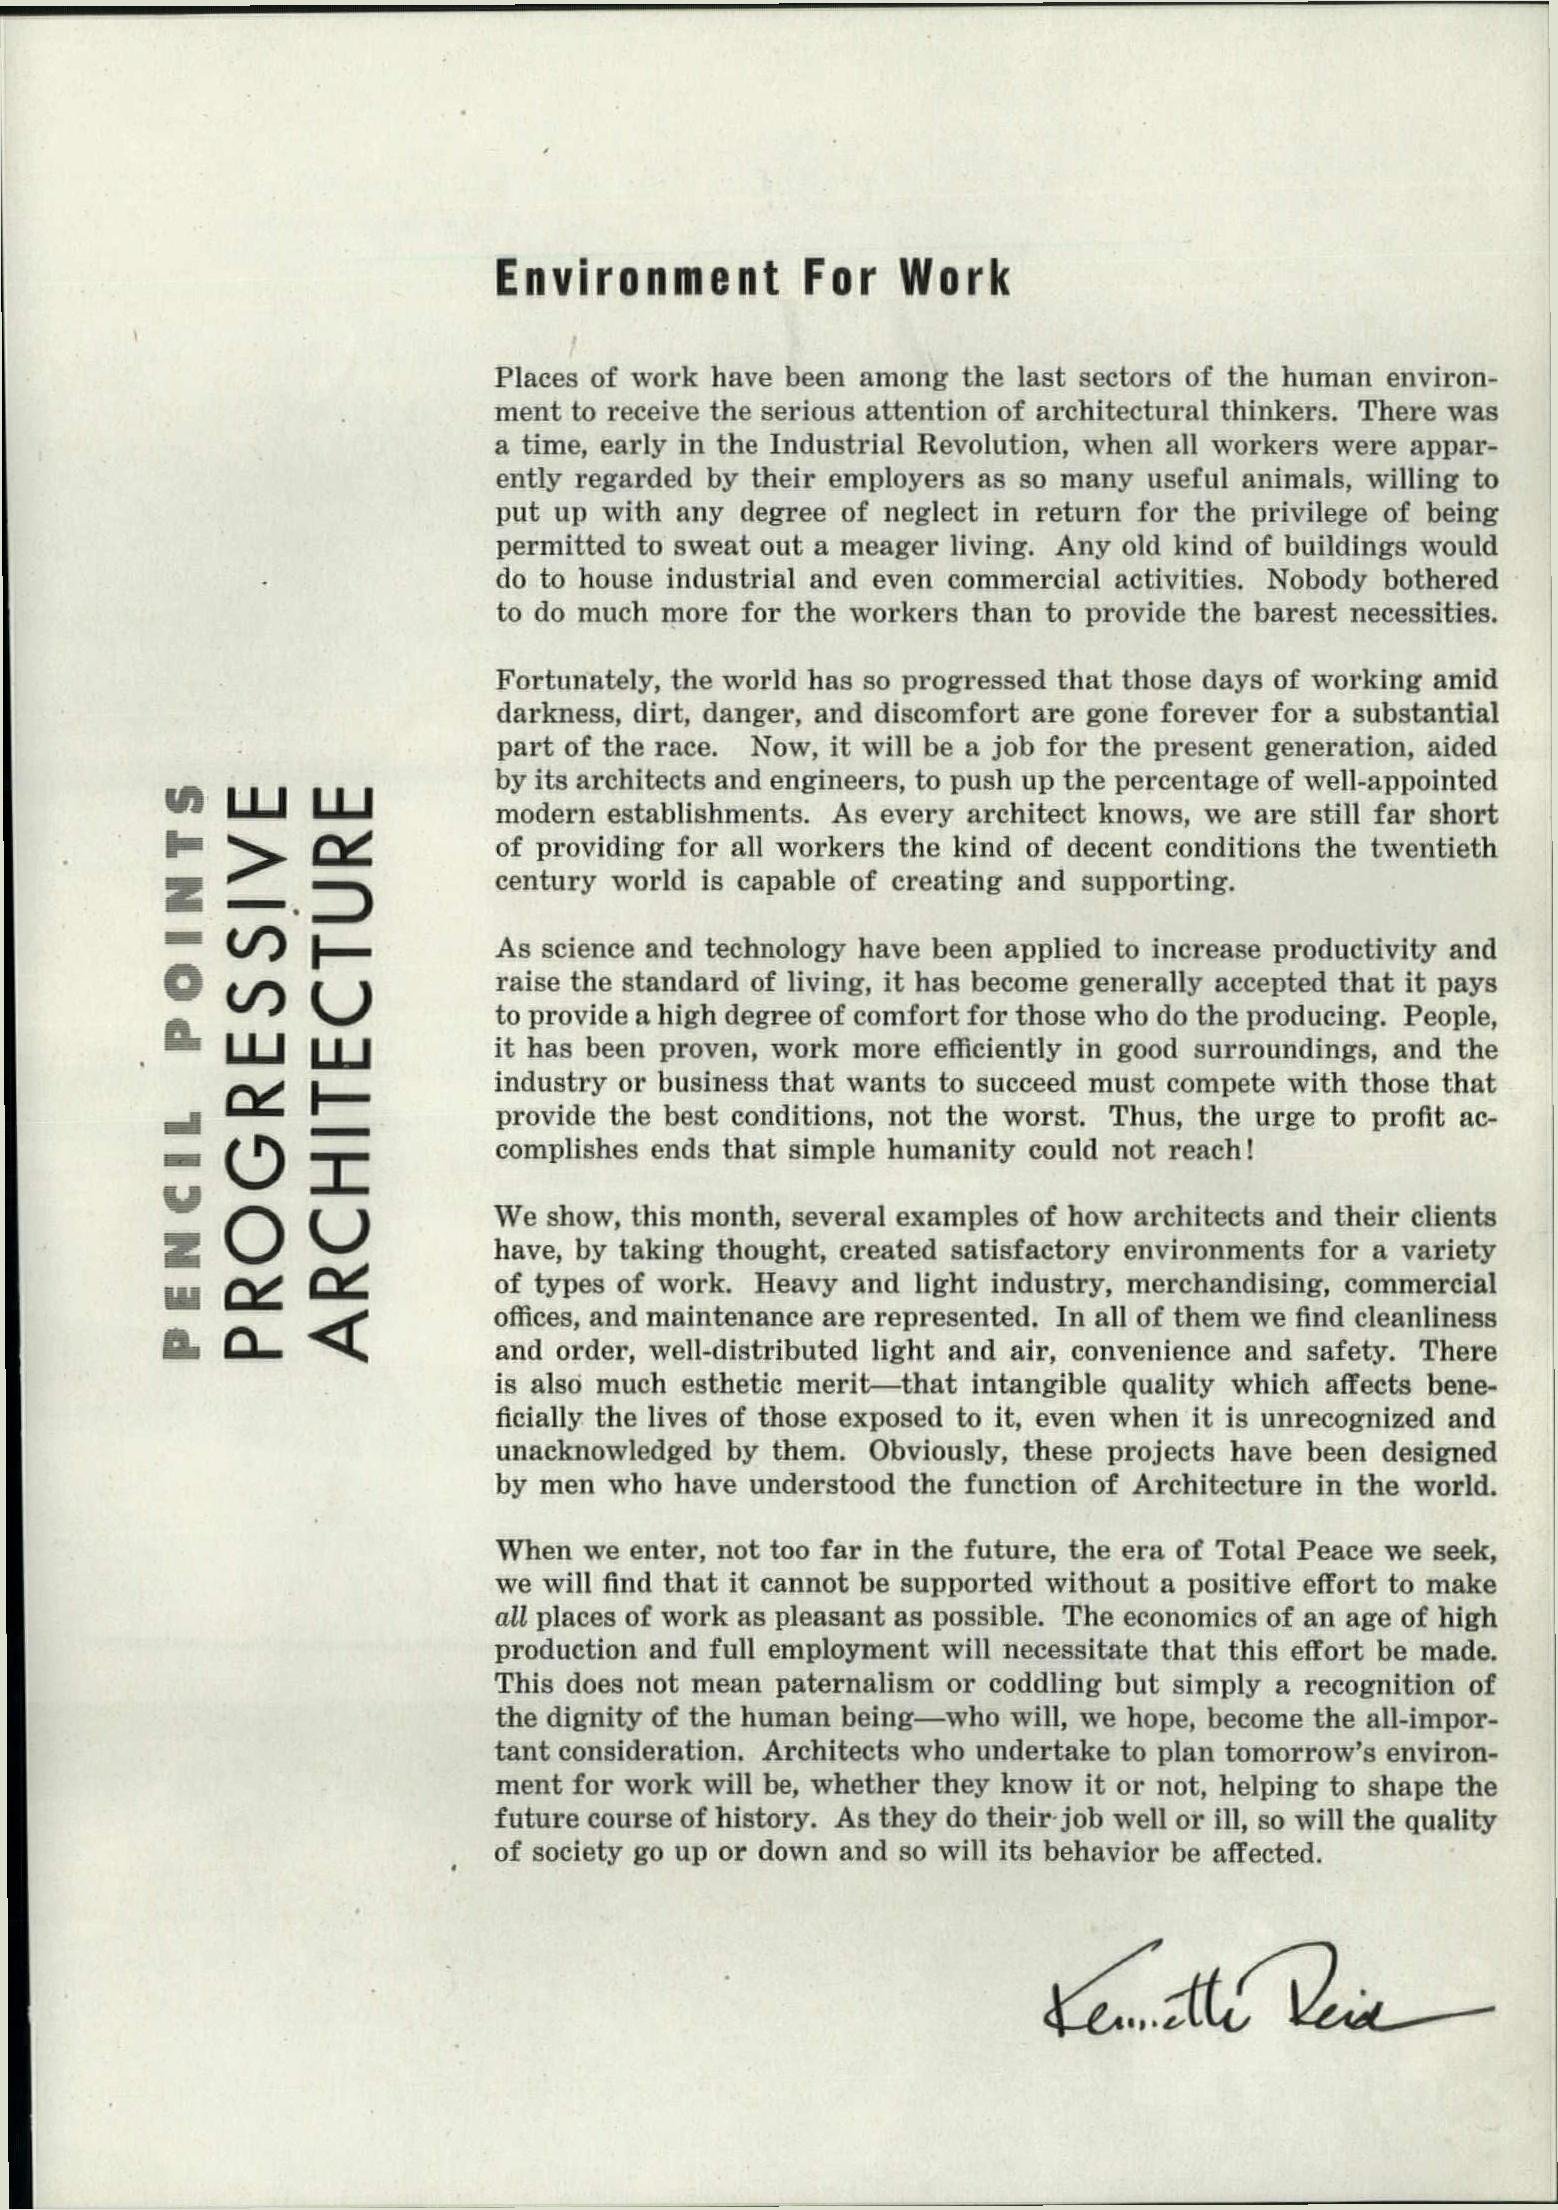 Environment For Work
Places of work have been among the last sectors of the human environ-
ment to receive the serious attention of architectural thinkers. There was
a time, early in the Industrial Revolution, when all workers were appar-
ently regarded by their employers as so many useful animals, willing to
put up with any degree of neglect in return for the privilege of being
permitted to sweat out a meager living. Any old kind of buildings would
do to house industrial and even commercial activities. Nobody bothered
to do much more for the workers than to provide the barest necessities.
Fortunately, the world has so progressed that those days of working amid
darkness, dirt, danger, and discomfort are gone forever for a substantial
part of the race. Now, it will be a job for the present generation, aided
by its architects and engineers, to push up the percentage of well-appointed
modern establishments. As every architect knows, we are still far short
of providing for all workers the kind of decent conditions the twentieth
century world is capable of creating and supporting.
As science and technology have been applied to increase productivity and
raise the standard of living, it has become generally accepted that it pays
to provide a high degree of comfort for those who do the producing. People,
it has been proven, work more efficiently in good surroundings, and the
industry or business that wants to succeed must compete with those that
provide the best conditions, not the worst. Thus, the urge to profit ac-
complishes ends that simple humanity could not reach!
We show, this month, several examples of how architects and their clients
have, by taking thought, created satisfactory environments for a variety
of types of work. Heavy and light industry, merchandising, commercial
offices, and maintenance are represented. In all of them we find cleanliness
and order, well-distributed light and air, convenience and safety. There
is also much esthetic merit—that intangible quality which affects bene-
ficially the lives of those exposed to it, even when it is unrecognized and
unacknowledged by them. Obviously, these projects have been designed
by men who have understood the function of Architecture in the world.
When we enter, not too far in the future, the era of Total Peace we seek,
we will find that it cannot be supported without a positive effort to make
all places of work as pleasant as possible. The economics of an age of high
production and full employment will necessitate that this effort be made.
This does not mean paternalism or coddling but simply a recognition of
the dignity of the human being—who will, we hope, become the all-impor-
tant consideration. Architects who undertake to plan tomorrow's environ-
ment for work will be, whether they know it or not, helping to shape the
future course of history. As they do their job well or ill, so will the quality
of society go up or down and so will its behavior be affected.
Kenneth Reid
PENCIL POINTS
PROGRESSIVE
ARCHITECTURE